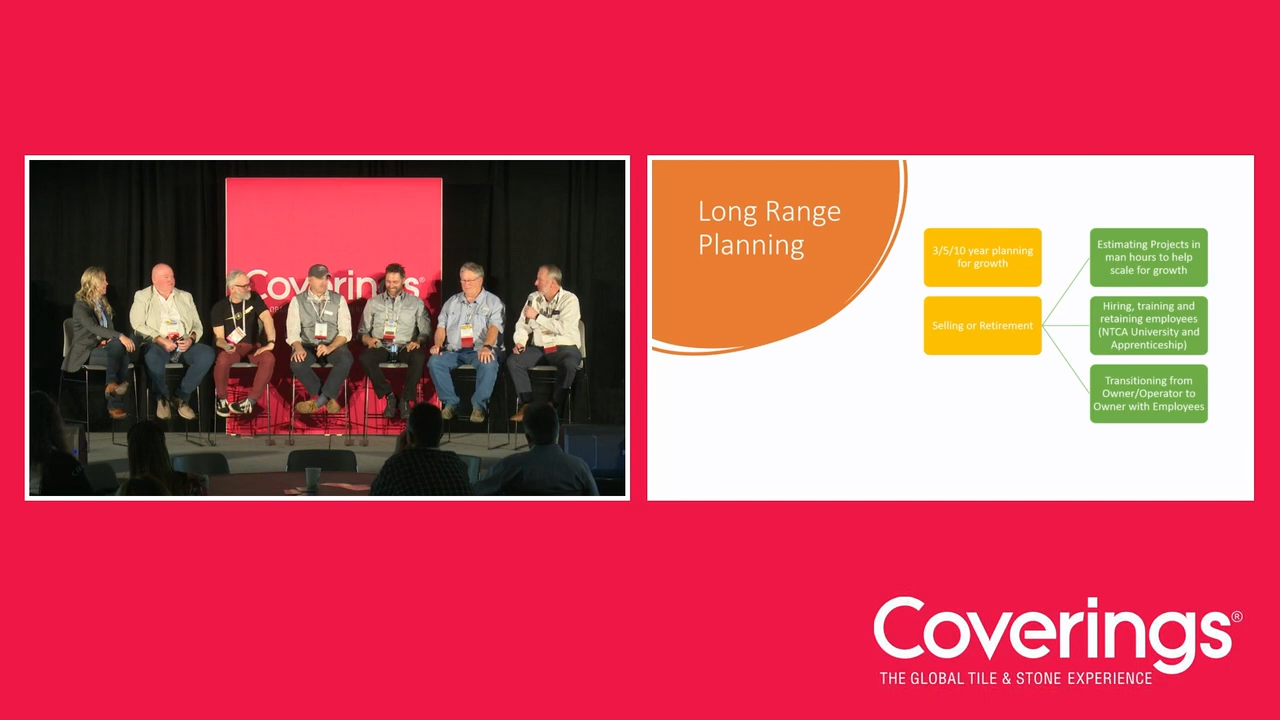 Coverings®
Long Range
Planning
3/5/10 year planning
for growth
Selling or Retirement
Estimating Projects in
man hours to help
scale for growth
Hiring, training and
retaining employees
(NTCA University and
Apprenticeship)
Transitioning from
Owner/Operator to
Owner with Employees
Coverings®
THE GLOBAL TILE & STONE EXPERIENCE